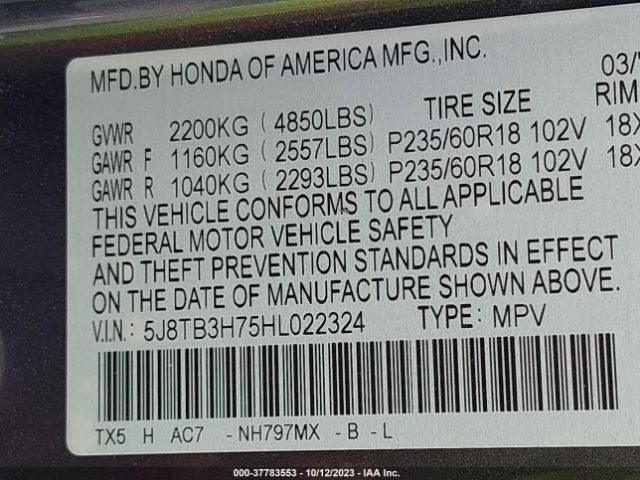 MFD.BY HONDA OF AMERICA MFG.,INC. 03/
TIRE SIZE RIM
GVWR 2200KG ( 4850LBS)
GAWR F 1160KG ( 2557LBS) P235/60R18 102V 18X
GAWR R 1040KG ( 2293LBS) P235/60R18 102V 18X
THIS VEHICLE CONFORMS TO ALL APPLICABLE
FEDERAL MOTOR VEHICLE SAFETY
AND THEFT PREVENTION STANDARDS IN EFFECT
ON THE DATE OF MANUFACTURE SHOWN ABOVE.
V.I.N: 5J8TB3H75HL022324 TYPE: MPV
TX5 H AC7 - NH797MX - B - L
000-37783553 - 10/12/2023 - IAA Inc.